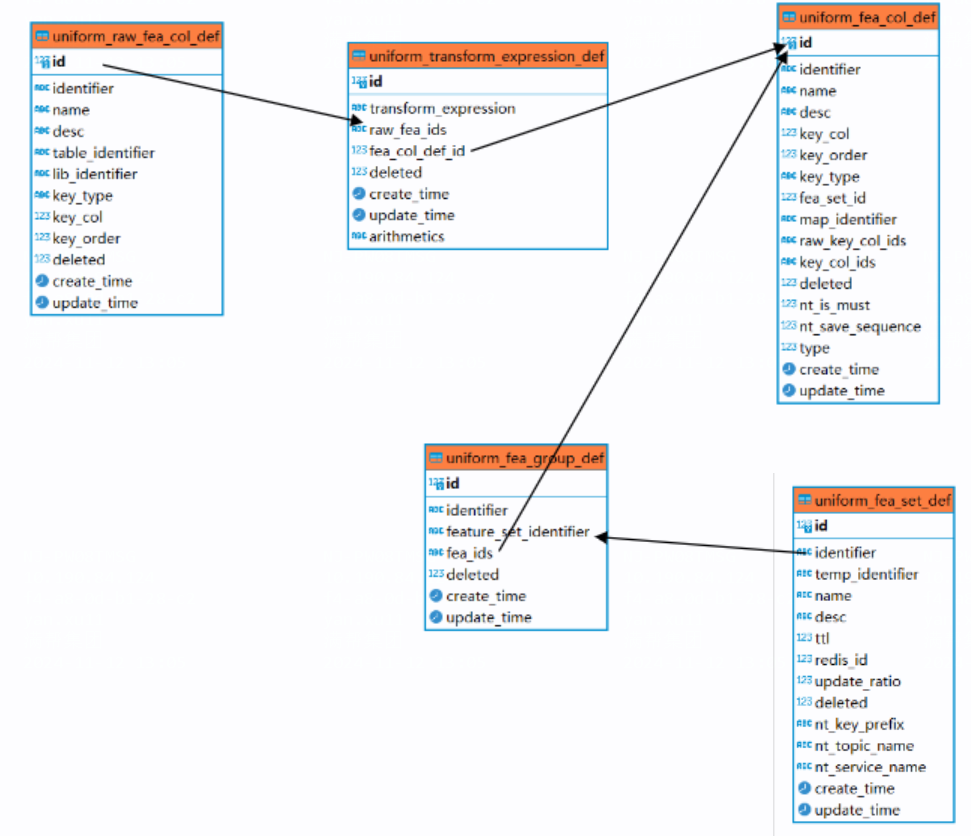 uniform_raw_fea_col_def
id
identifier
name
desc
table_identifier
lib_identifier
key_type
key_col
key_order
deleted
create_time
update_time
uniform_transform_expression_def
id
transform_expression
raw_fea_ids
fea_col_def_id
deleted
create_time
update_time
arithmetics
uniform_fea_col_def
id
identifier
name
desc
key_col
key_order
key_type
fea_set_id
map_identifier
raw_key_col_ids
key_col_ids
deleted
nt_is_must
nt_save_sequence
type
create_time
update_time
uniform_fea_group_def
id
identifier
feature_set_identifier
fea_ids
deleted
create_time
update_time
uniform_fea_set_def
id
identifier
temp_identifier
name
desc
ttl
redis_id
update_ratio
deleted
nt_key_prefix
nt_topic_name
nt_service_name
create_time
update_time